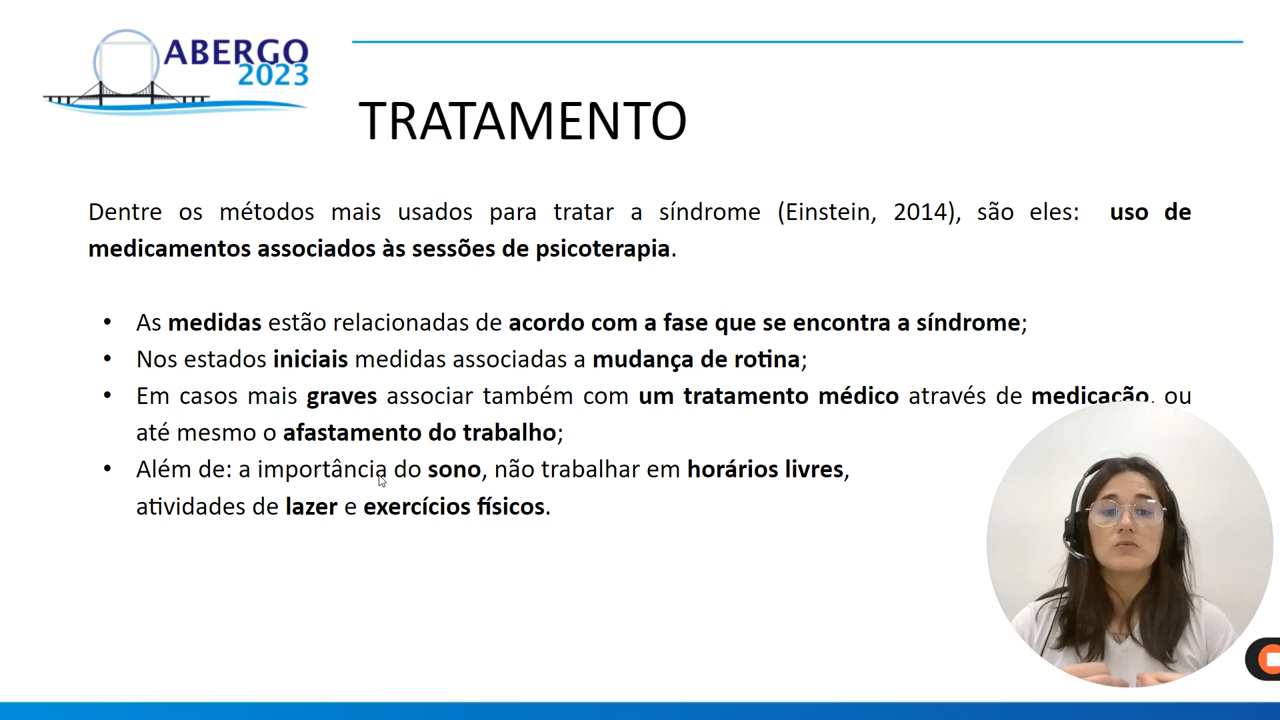 ABERGO
2023
TRATAMENTO
Dentre os métodos mais usados para tratar a síndrome (Einstein, 2014), são eles: uso de
medicamentos associados às sessões de psicoterapia.
• As medidas estão relacionadas de acordo com a fase que se encontra a síndrome;
• Nos estados iniciais medidas associadas a mudança de rotina;
• Em casos mais graves associar também com um tratamento médico através de medicação, ou
até mesmo o afastamento do trabalho;
• Além de: a importância do sono, não trabalhar em horários livres,
atividades de lazer e exercícios físicos.